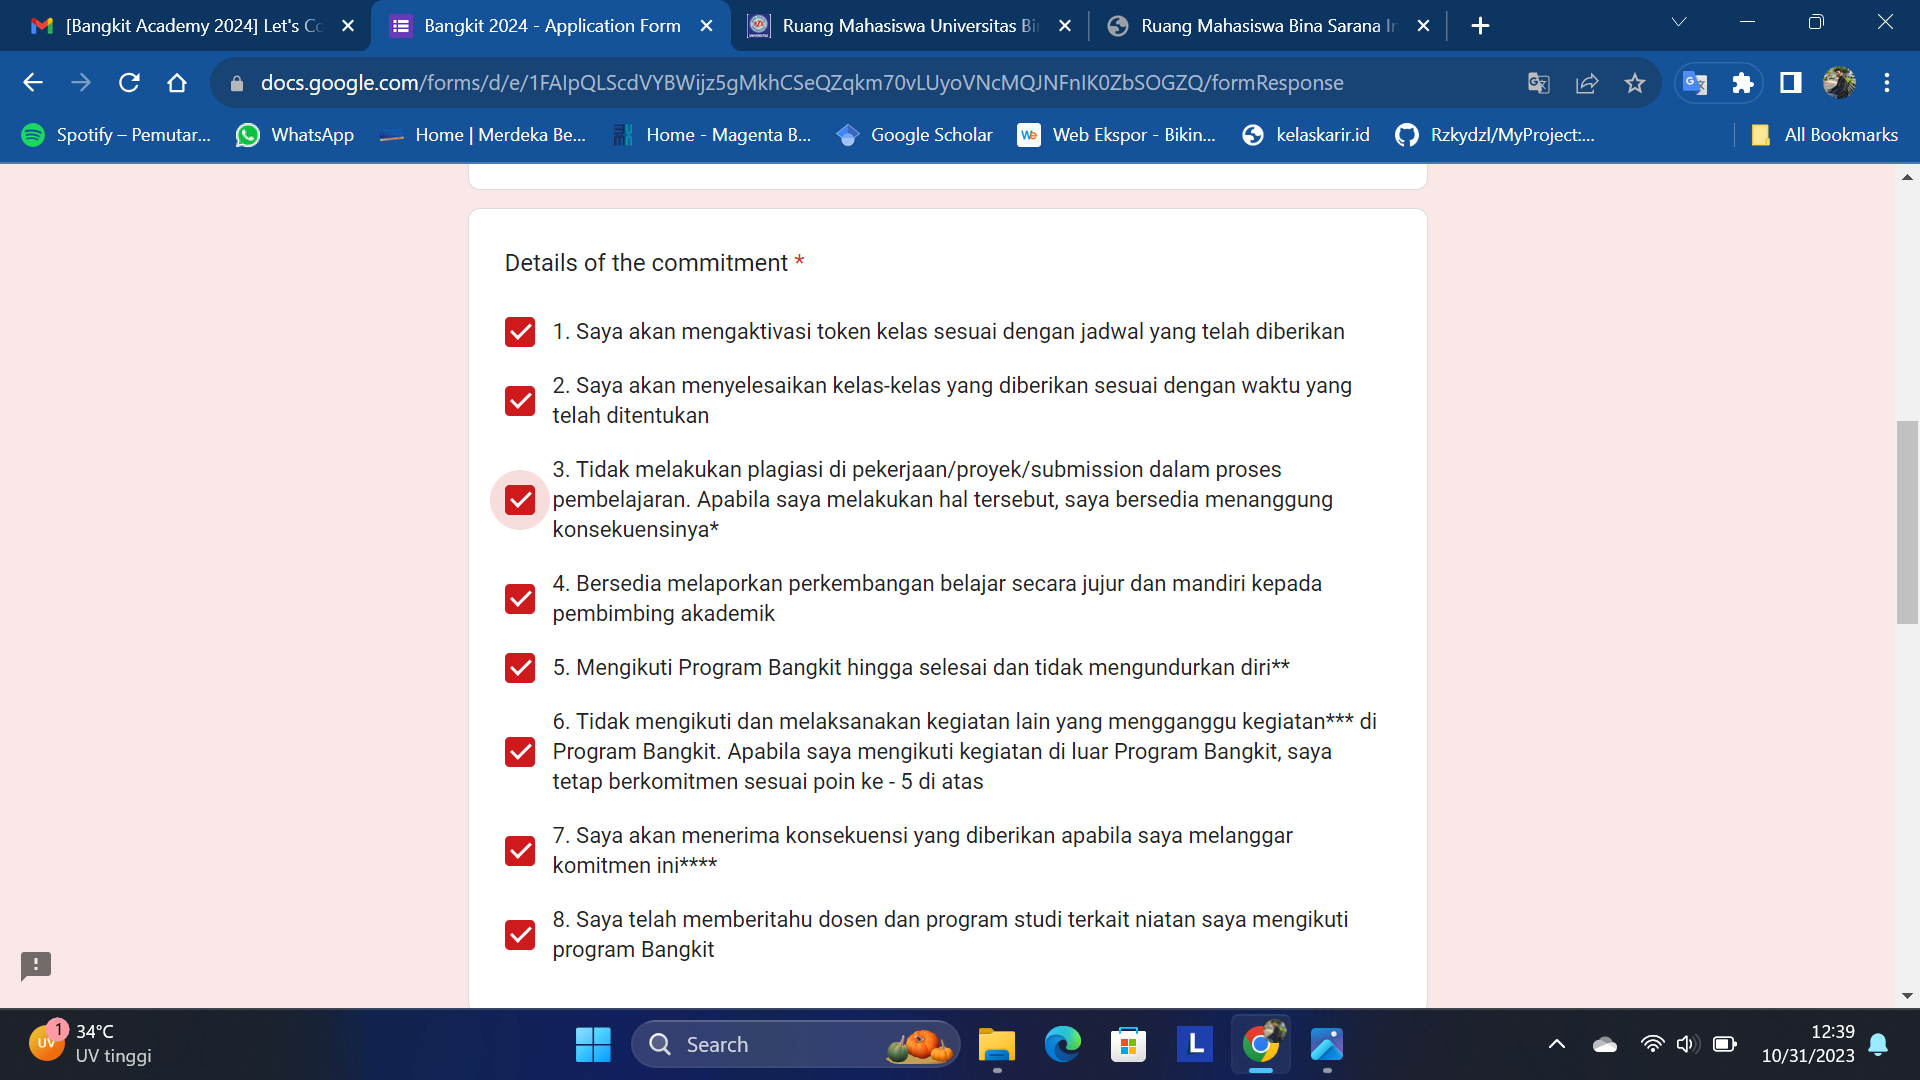 [Bangkit Academy 2024] Let's Co
Bangkit 2024 - Application Form
Ruang Mahasiswa Universitas Bi
Ruang Mahasiswa Bina Sarana In
docs.google.com/forms/d/e/1FAIpQLScdVYBWijz5gMkhCSeQZqkm70vLUyoVNcMQJNFnIK0ZbSOGZQ/formResponse
Spotify – Pemutar...
WhatsApp
Home | Merdeka Be...
Home - Magenta B...
Google Scholar
Web Ekspor - Bikin...
kelaskarir.id
Rzkydzl/MyProject:...
All Bookmarks
Details of the commitment *
1. Saya akan mengaktivasi token kelas sesuai dengan jadwal yang telah diberikan
2. Saya akan menyelesaikan kelas-kelas yang diberikan sesuai dengan waktu yang
telah ditentukan
3. Tidak melakukan plagiasi di pekerjaan/proyek/submission dalam proses
pembelajaran. Apabila saya melakukan hal tersebut, saya bersedia menanggung
konsekuensinya*
4. Bersedia melaporkan perkembangan belajar secara jujur dan mandiri kepada
pembimbing akademik
5. Mengikuti Program Bangkit hingga selesai dan tidak mengundurkan diri**
6. Tidak mengikuti dan melaksanakan kegiatan lain yang mengganggu kegiatan*** di
Program Bangkit. Apabila saya mengikuti kegiatan di luar Program Bangkit, saya
tetap berkomitmen sesuai poin ke - 5 di atas
7. Saya akan menerima konsekuensi yang diberikan apabila saya melanggar
komitmen ini****
8. Saya telah memberitahu dosen dan program studi terkait niatan saya mengikuti
program Bangkit
UV
1
34°C
UV tinggi
Search
L
12:39
10/31/2023